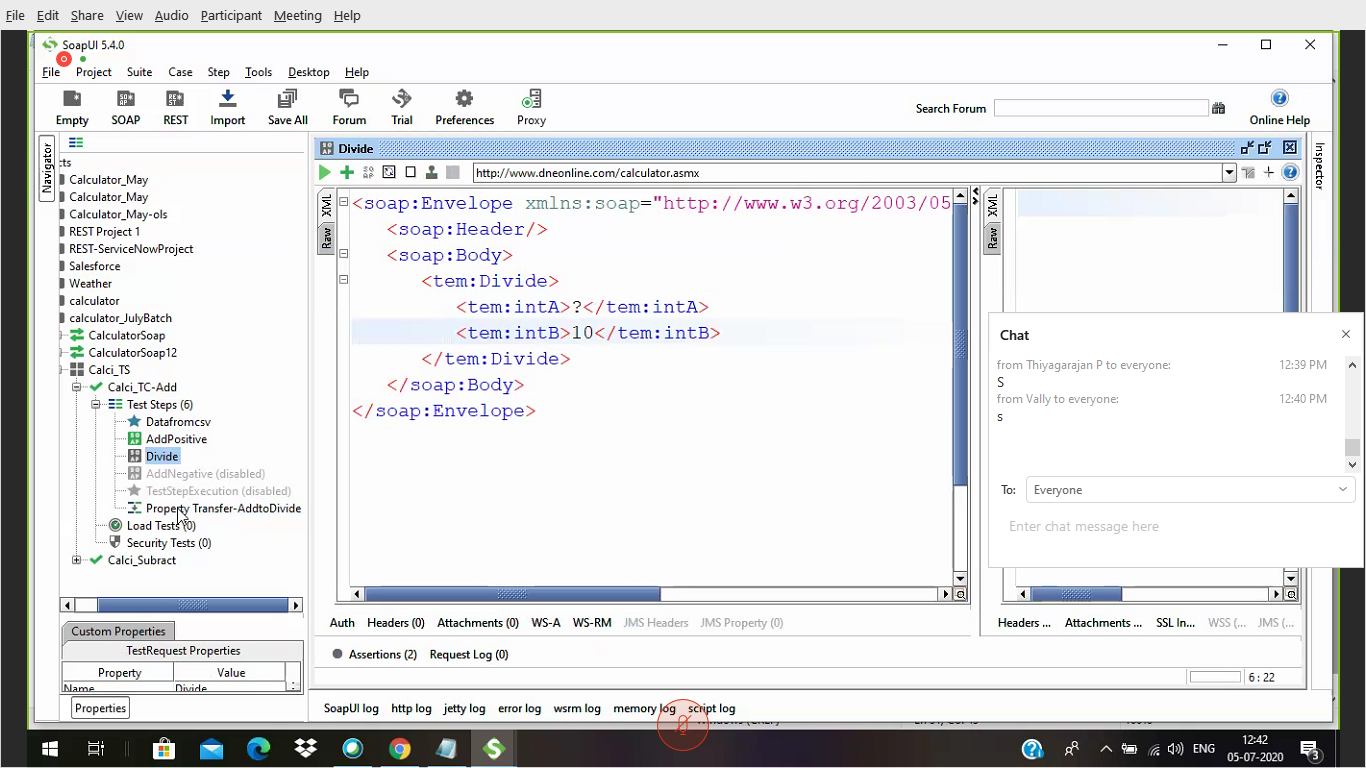 File Edit Share View Audio Participant Meeting Help
SoapUI 5.4.0
File Project Suite Case Step Tools Desktop Help
Empty SOAP REST Import Save All Forum Trial Preferences Proxy
Search Forum
Online Help
Navigator
cts
Calculator_May
Calculator_May
Calculator_May-ols
REST Project 1
REST-ServiceNowProject
Salesforce
Weather
calculator
calculator_JulyBatch
CalculatorSoap
CalculatorSoap12
Calci_TS
Calci_TC-Add
Test Steps (6)
Datafromcsv
AddPositive
Divide
AddNegative (disabled)
TestStepExecution (disabled)
Property Transfer-AddtoDivide
Load Tests (0)
Security Tests (0)
Calci_Subract
Custom Properties
TestRequest Properties
Property Value
Name Divide
Properties
Divide
http://www.dneonline.com/calculator.asmx
XML
Raw
<soap:Envelope xmlns:soap="http://www.w3.org/2003/05
<soap:Header/>
<soap:Body>
<tem:Divide>
<tem:intA>?</tem:intA>
<tem:intB>10</tem:intB>
</tem:Divide>
</soap:Body>
</soap:Envelope>
XML
Raw
Inspector
Auth Headers (0) Attachments (0) WS-A WS-RM JMS Headers JMS Property (0)
Headers ... Attachments ... SSL In... WSS (... JMS (...
Assertions (2) Request Log (0)
6 : 22
SoapUI log http log jetty log error log wsrm log memory log script log
Chat
from Thiyagarajan P to everyone: 12:39 PM
S
from Vally to everyone: 12:40 PM
s
To: Everyone
Enter chat message here
ENG
12:42
05-07-2020
3